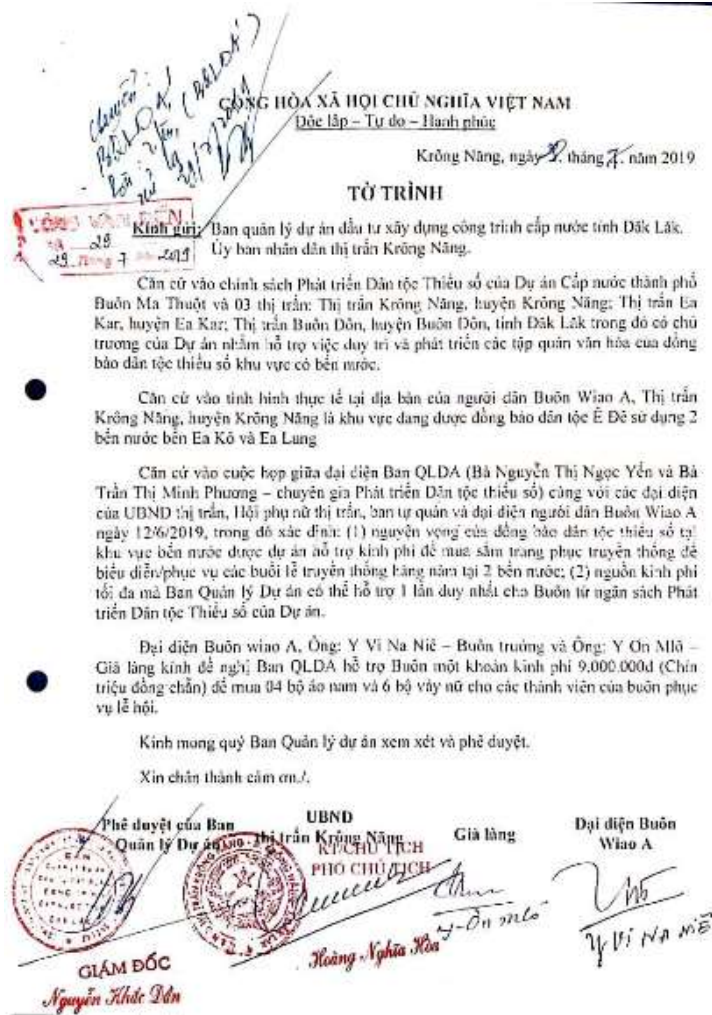 Chuyển:
CỘNG HÒA XÃ HỘI CHỦ NGHĨA VIỆT NAM
Độc lập – Tự do – Hạnh phúc
Krông Năng, ngày tháng 7 năm 2019
TỜ TRÌNH
29
29 7 2019
Kính gửi: Ban quản lý dự án đầu tư xây dựng công trình cấp nước tỉnh Đăk Lăk.
Ủy ban nhân dân thị trấn Krông Năng.
Căn cứ vào chính sách Phát triển Dân tộc Thiểu số của Dự án Cấp nước thành phố
Buôn Ma Thuột và 03 thị trấn: Thị trấn Krông Năng, huyện Krông Năng; Thị trấn Ea
Kar, huyện Ea Kar; Thị trấn Buôn Đôn, huyện Buôn Đôn, tỉnh Đăk Lăk trong đó có chủ
trương của Dự án nhằm hỗ trợ việc duy trì và phát triển các tập quán văn hóa của đồng
bào dân tộc thiểu số khu vực có bến nước.
Căn cứ vào tình hình thực tế tại địa bàn của người dân Buôn Wiao A, Thị trấn
Krông Năng, huyện Krông Năng là khu vực đang được đồng bào dân tộc Ê Đê sử dụng 2
bến nước bến Ea Kô và Ea Lung
Căn cứ vào cuộc họp giữa đại diện Ban QLDA (Bà Nguyễn Thị Ngọc Yến và Bà
Trần Thị Minh Phương – chuyên gia Phát triển Dân tộc thiểu số) cùng với các đại diện
của UBND thị trấn, Hội phụ nữ thị trấn, ban tự quản và đại diện người dân Buôn Wiao A
ngày 12/6/2019, trong đó xác định: (1) nguyện vọng của đồng bào dân tộc thiểu số tại
khu vực bến nước được dự án hỗ trợ kinh phí để mua sắm trang phục truyền thống để
biểu diễn/phục vụ các buổi lễ truyền thống hàng năm tại 2 bến nước; (2) nguồn kinh phí
tối đa mà Ban Quản lý Dự án có thể hỗ trợ 1 lần duy nhất cho Buôn từ ngân sách Phát
triển Dân tộc Thiểu số của Dự án.
Đại diện Buôn wiao A, Ông: Y Vi Na Niê – Buôn trưởng và Ông: Y On Mlô –
Già làng kính đề nghị Ban QLDA hỗ trợ Buôn một khoản kinh phí 9.000.000đ (Chín
triệu đồng chẵn) để mua 04 bộ áo nam và 6 bộ váy nữ cho các thành viên của buôn phục
vụ lễ hội.
Kính mong quý Ban Quản lý dự án xem xét và phê duyệt.
Xin chân thành cảm ơn./.
Phê duyệt của Ban
Quản lý Dự án
UBND
thị trấn Krông Năng
KT.CHỦ TỊCH
PHÓ CHỦ TỊCH
Già làng
Đại diện Buôn
Wiao A
Y-Ôn mlô
Y Vi NA NIÊ
Hoàng Nghĩa Hòa
GIÁM ĐỐC
Nguyễn Khắc Dần